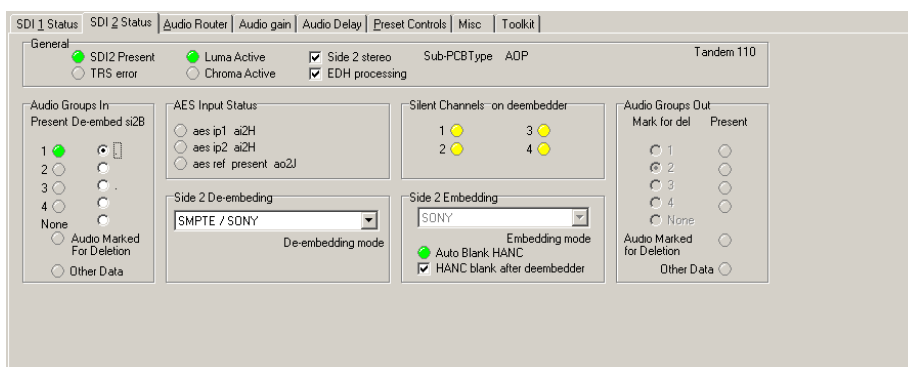 SDI 1 Status SDI 2 Status Audio Router Audio gain Audio Delay Preset Controls Misc Toolkit
General
SDI2 Present Luma Active Side 2 stereo Sub-PCBType AOP Tandem 110
TRS error Chroma Active EDH processing
Audio Groups In AES Input Status Silent Channels on deembedder Audio Groups Out
Present De-embed si2B Mark for del Present
aes ip1 ai2H 1 3
1 1
aes ip2 ai2H 2 4
2 2
aes ref present ao2J
3 . 3
Side 2 De-embeding Side 2 Embedding
4 4
SMPTE / SONY SONY
None None
De-embedding mode Embedding mode
Audio Marked For Deletion Auto Blank HANC Audio Marked for Deletion
Other Data HANC blank after deembedder Other Data